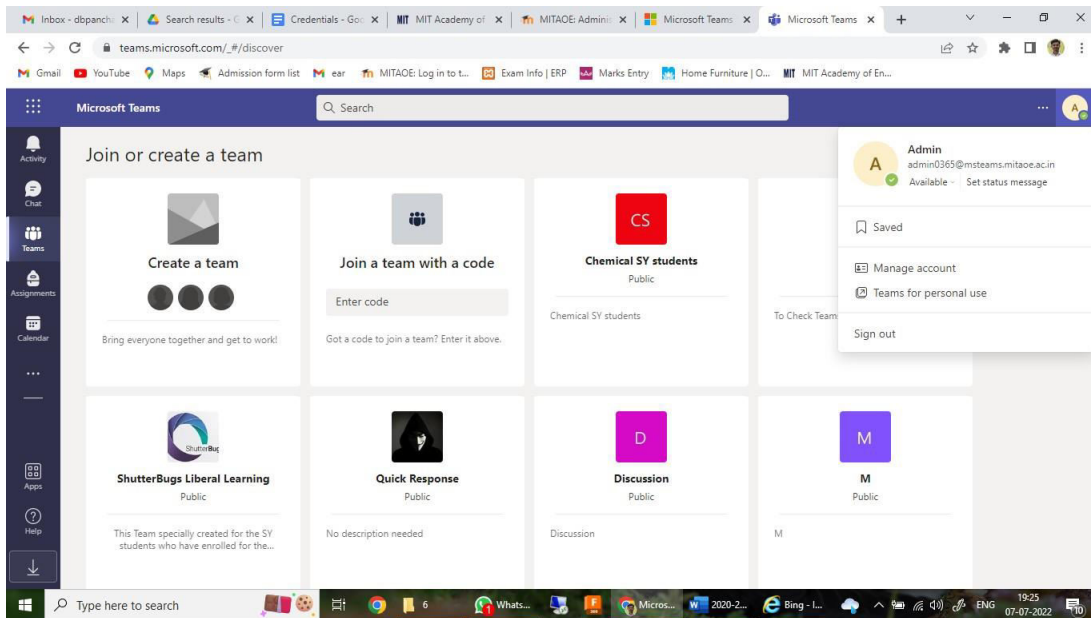 Inbox - dbpancha
Search results - G
Credentials - Goo
MIT MIT Academy of
MITAOE: Adminis
Microsoft Teams
Microsoft Teams
teams.microsoft.com/_#/discover
Gmail
YouTube
Maps
Admission form list
ear
MITAOE: Log in to t...
Exam Info | ERP
Marks Entry
Home Furniture | O...
MIT MIT Academy of En...
Microsoft Teams
Search
...
A
Activity
Chat
Teams
Assignments
Calendar
...
Apps
Help
Join or create a team
Create a team
Bring everyone together and get to work!
Join a team with a code
Enter code
Got a code to join a team? Enter it above.
CS
Chemical SY students
Public
Chemical SY students
To Check Team
A
Admin
admin0365@msteams.mitaoe.ac.in
Available
Set status message
Saved
Manage account
Teams for personal use
Sign out
ShutterBug
ShutterBugs Liberal Learning
Public
This Team specially created for the SY
students who have enrolled for the...
Quick Response
Public
No description needed
D
Discussion
Public
Discussion
M
M
Public
M
Type here to search
6
Whats...
Micros...
2020-2...
Bing - I...
ENG
19:25
07-07-2022
10